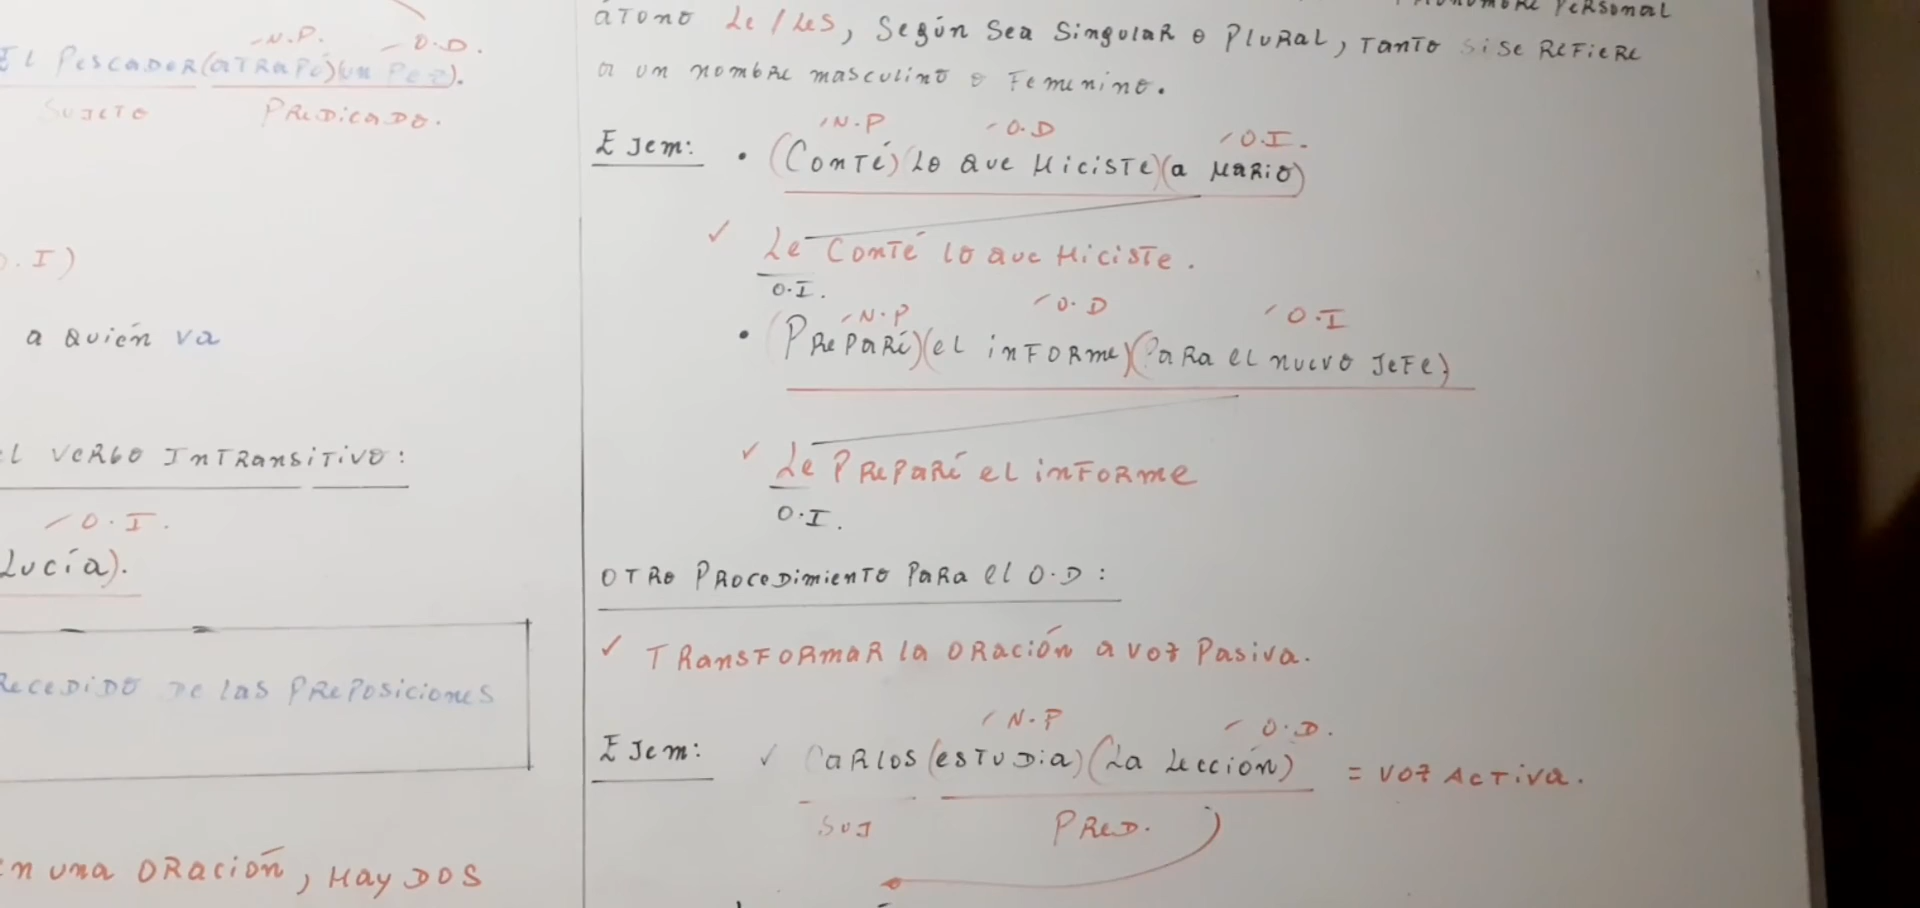 El Pescador (atrapó) un Pez).
N.P.
O.D.
Sujeto
Predicado.
O.I)
a quién va
el verbo Intransitivo:
O.I.
Lucía).
Precedido de las preposiciones
en una oración, hay dos
Personal
átono Le / Les, según sea singular o plural, tanto si se refiere
a un nombre masculino o femenino.
N.P
O.D
O.I.
Ejem: • (Conté) (lo que hiciste) (a Mario)
✓ Le conté lo que hiciste.
O.I.
N.P
O.D
O.I
• (Preparé) (el informe) (Para el nuevo jefe)
✓ Le preparé el informe
O.I.
Otro procedimiento para el O.D:
✓ Transformar la oración a voz pasiva.
N.P
O.D.
Ejem: ✓ Carlos (estudia) (La lección) = voz activa.
Suj
Pred.